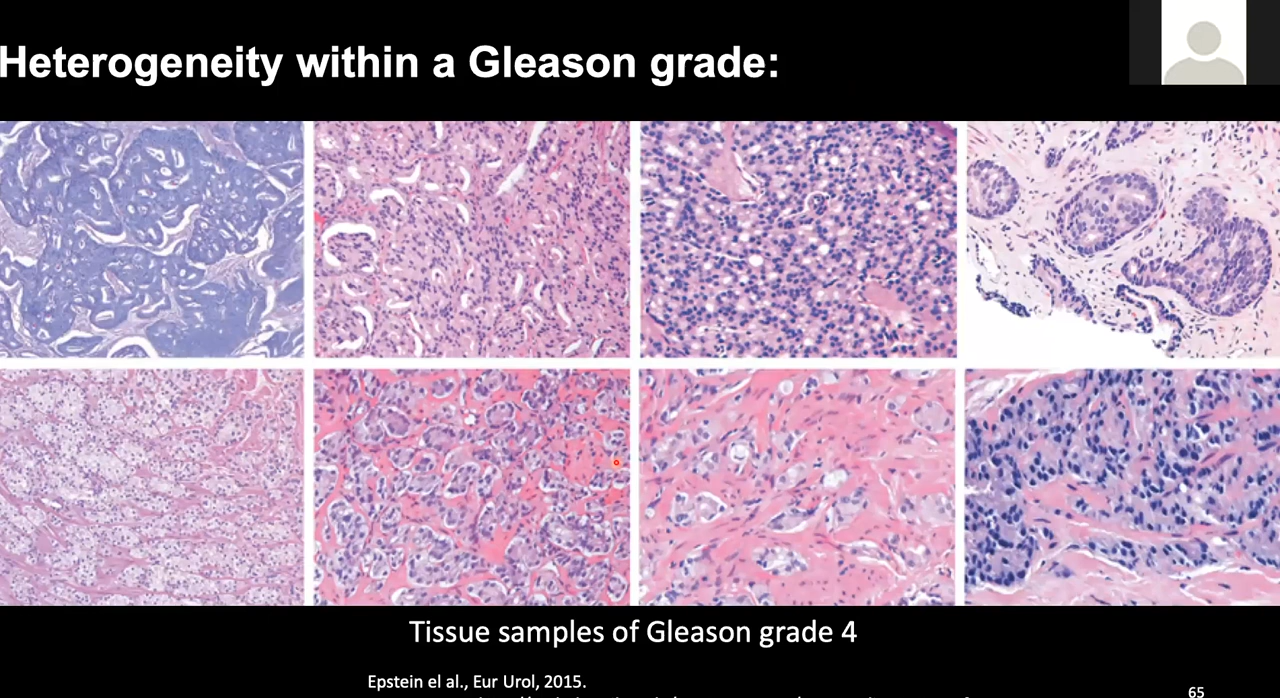 Heterogeneity within a Gleason grade:
Tissue samples of Gleason grade 4
Epstein el al., Eur Urol, 2015.
65